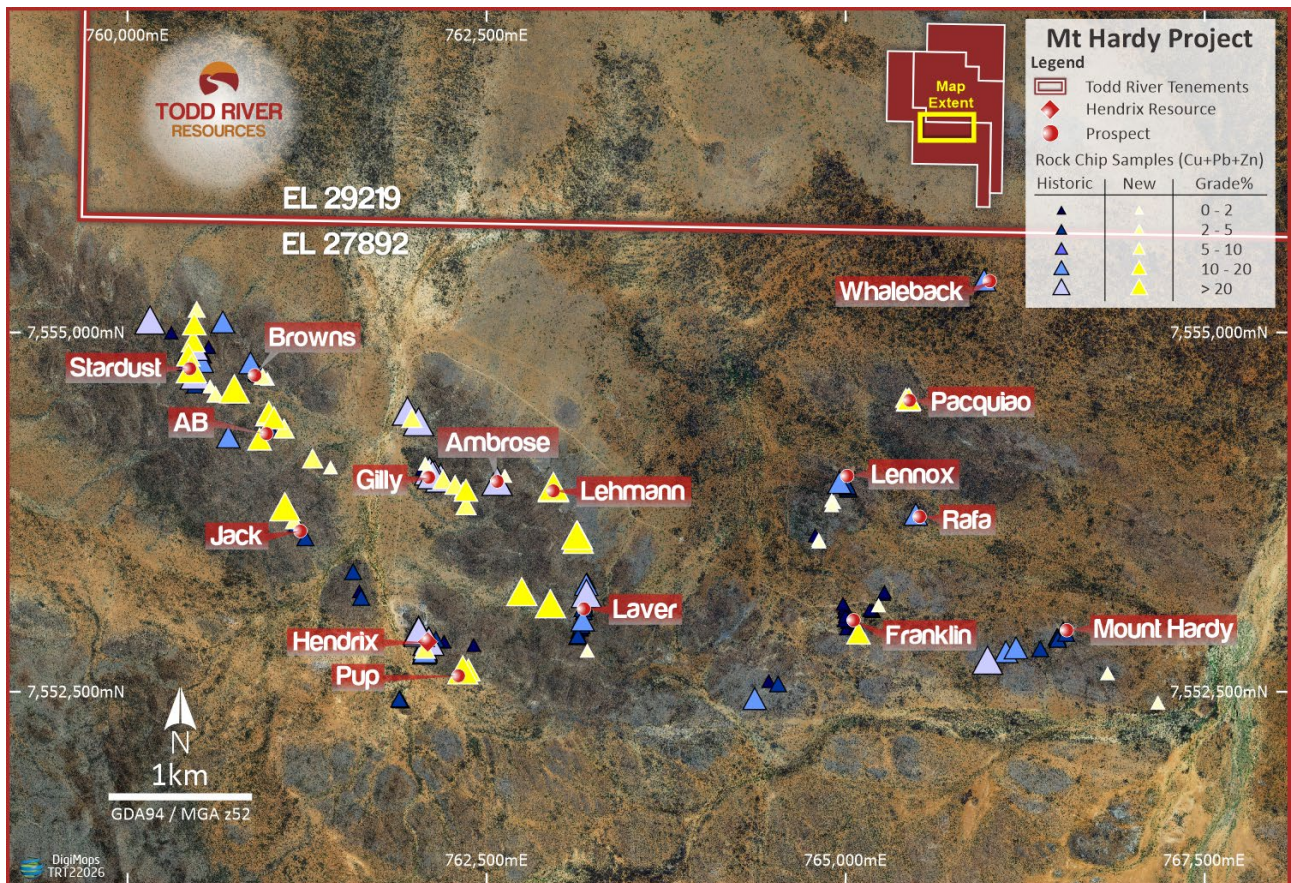 760,000mE
762,500mE
TODD RIVER
RESOURCES
Mt Hardy Project
Legend
Todd River Tenements
Hendrix Resource
Prospect
Rock Chip Samples (Cu+Pb+Zn)
Historic New Grade%
0 - 2
2 - 5
5 - 10
10 - 20
> 20
Map
Extent
EL 29219
EL 27892
Whaleback
7,555,000mN
7,555,000mN
Browns
Stardust
Pacquiao
AB
Ambrose
Gilly
Lehmann
Lennox
Jack
Rafa
Laver
Franklin
Mount Hardy
Hendrix
Pup
7,552,500mN
7,552,500mN
N
1km
GDA94 / MGA z52
DigiMaps
TRT22026
762,500mE
765,000mE
767,500mE